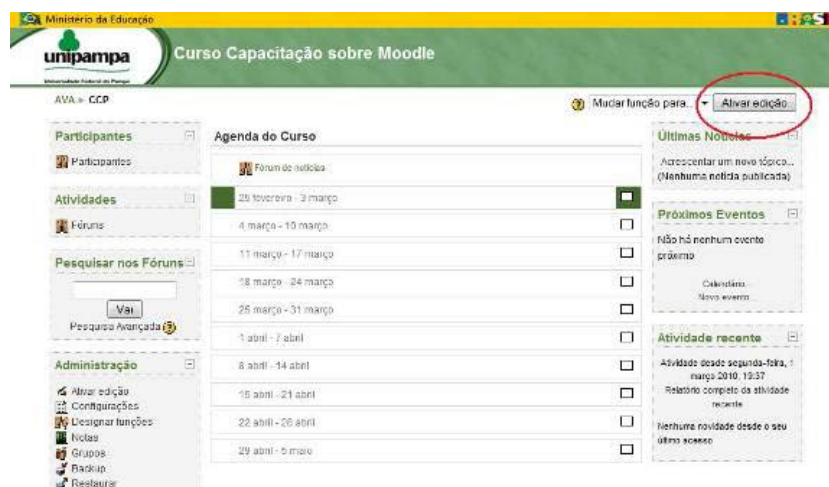 Ministério da Educação
BRASIL
unipampa
Universidade Federal do Pampa
Curso Capacitação sobre Moodle
AVA ► CCP
Mudar função para...
Ativar edição
Participantes
Participantes
Atividades
Fóruns
Pesquisar nos Fóruns
Vai
Pesquisa Avançada
Administração
Ativar edição
Configurações
Designar funções
Notas
Grupos
Backup
Restaurar
Agenda do Curso
Fórum de notícias
25 fevereiro - 3 março
4 março - 10 março
11 março - 17 março
18 março - 24 março
25 março - 31 março
1 abril - 7 abril
8 abril - 14 abril
15 abril - 21 abril
22 abril - 28 abril
29 abril - 5 maio
Últimas Notícias
Acrescentar um novo tópico...
(Nenhuma notícia publicada)
Próximos Eventos
Não há nenhum evento
próximo
Calendário...
Novo evento...
Atividade recente
Atividade desde segunda-feira, 1
março 2010, 19:37
Relatório completo da atividade
recente
Nenhuma novidade desde o seu
último acesso